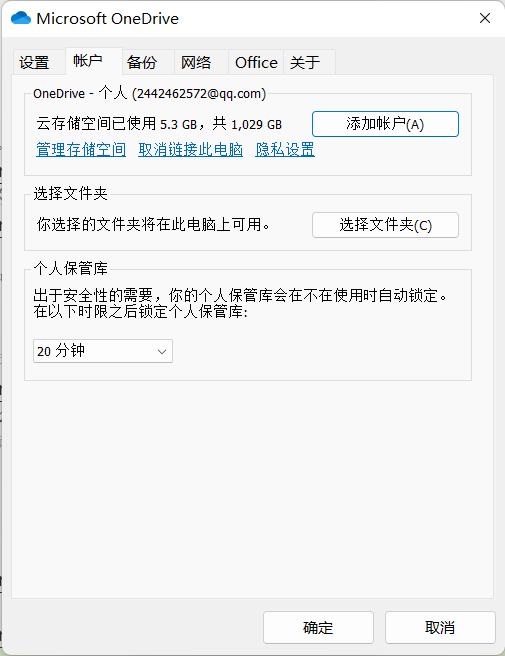 Microsoft OneDrive
设置 帐户 备份 网络 Office 关于
OneDrive - 个人 (2442462572@qq.com)
云存储空间已使用 5.3 GB，共 1,029 GB
添加帐户(A)
管理存储空间 取消链接此电脑 隐私设置
选择文件夹
你选择的文件夹将在此电脑上可用。
选择文件夹(C)
个人保管库
出于安全性的需要，你的个人保管库会在不在使用时自动锁定。
在以下时限之后锁定个人保管库:
20 分钟
确定 取消